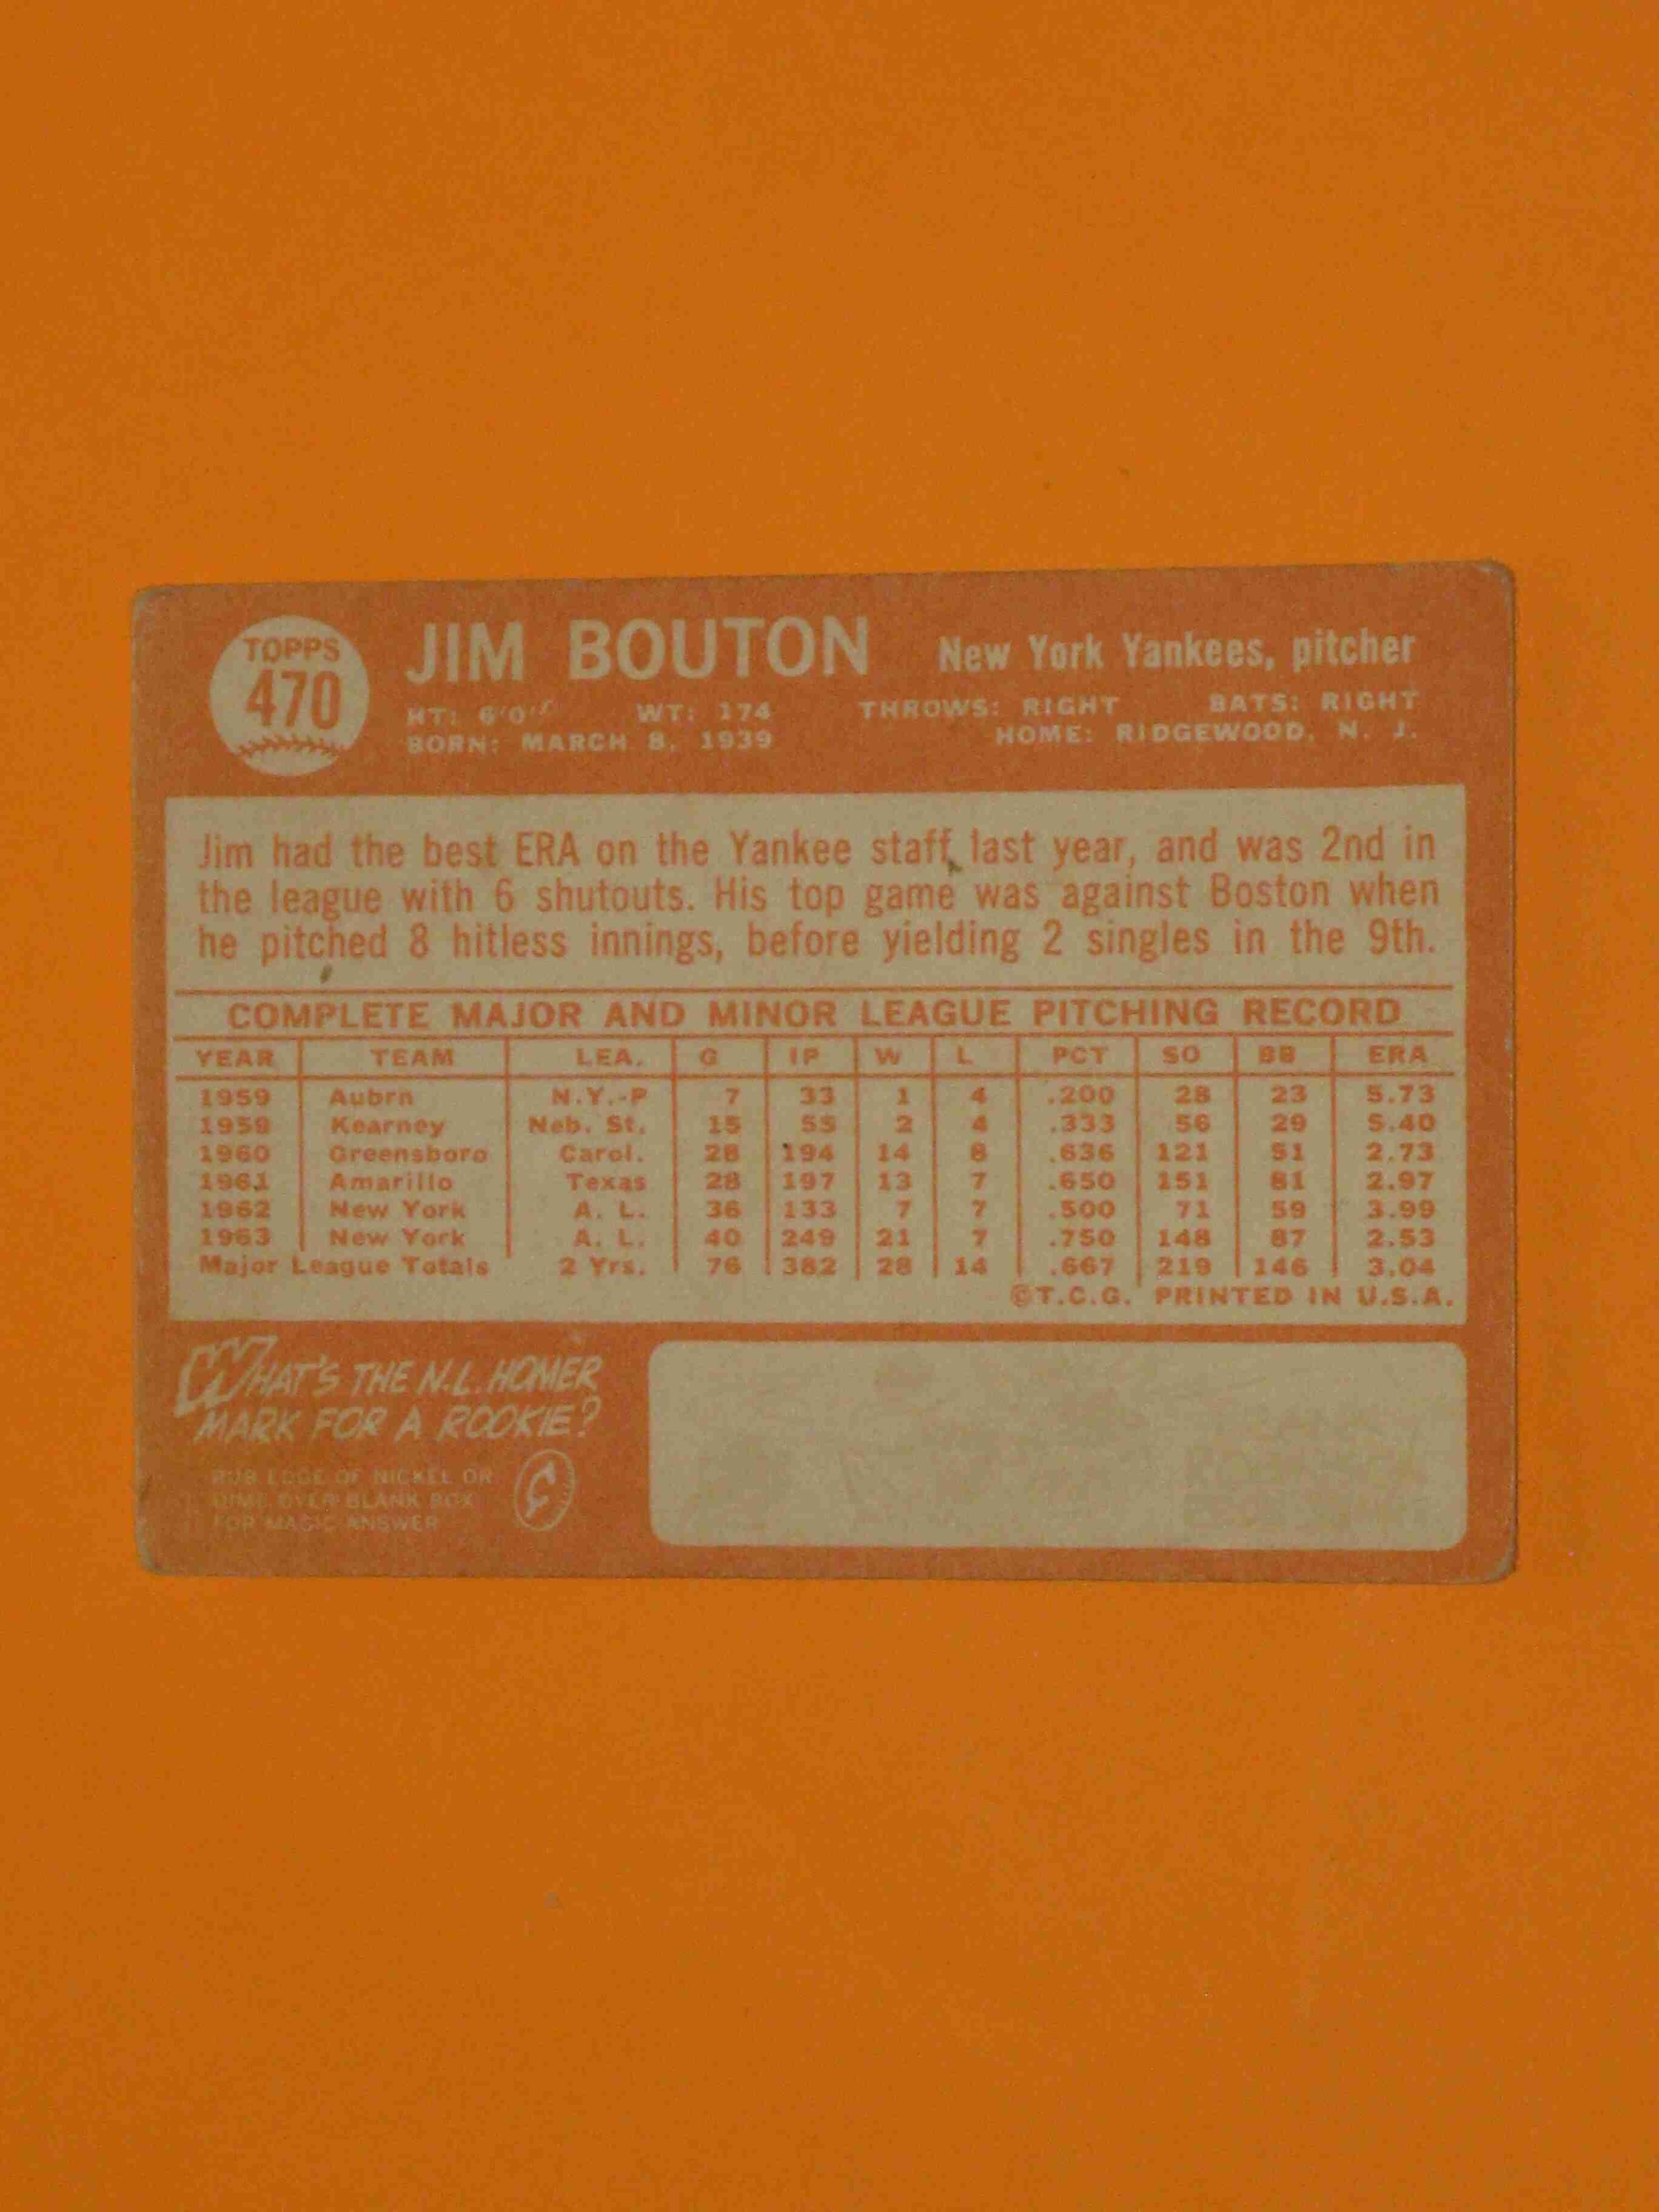 TOPPS
470
JIM BOUTON New York Yankees, pitcher
HT: 6'0" WT: 174 THROWS: RIGHT BATS: RIGHT
BORN: MARCH 8, 1939 HOME: RIDGEWOOD, N. J.
Jim had the best ERA on the Yankee staff last year, and was 2nd in
the league with 6 shutouts. His top game was against Boston when
he pitched 8 hitless innings, before yielding 2 singles in the 9th.
COMPLETE MAJOR AND MINOR LEAGUE PITCHING RECORD
YEAR TEAM LEA. G IP W L PCT SO BB ERA
1959 Aubrn N.Y.-P 7 33 1 4 .200 28 23 5.73
1959 Kearney Neb. St. 15 55 2 4 .333 56 29 5.40
1960 Greensboro Carol. 28 194 14 8 .636 121 51 2.73
1961 Amarillo Texas 28 197 13 7 .650 151 81 2.97
1962 New York A. L. 36 133 7 7 .500 71 59 3.99
1963 New York A. L. 40 249 21 7 .750 148 87 2.53
Major League Totals 2 Yrs. 76 382 28 14 .667 219 146 3.04
©T.C.G. PRINTED IN U.S.A.
WHAT'S THE N.L. HOMER
MARK FOR A ROOKIE?
RUB EDGE OF NICKEL OR
DIME OVER BLANK BOX
FOR MAGIC ANSWER